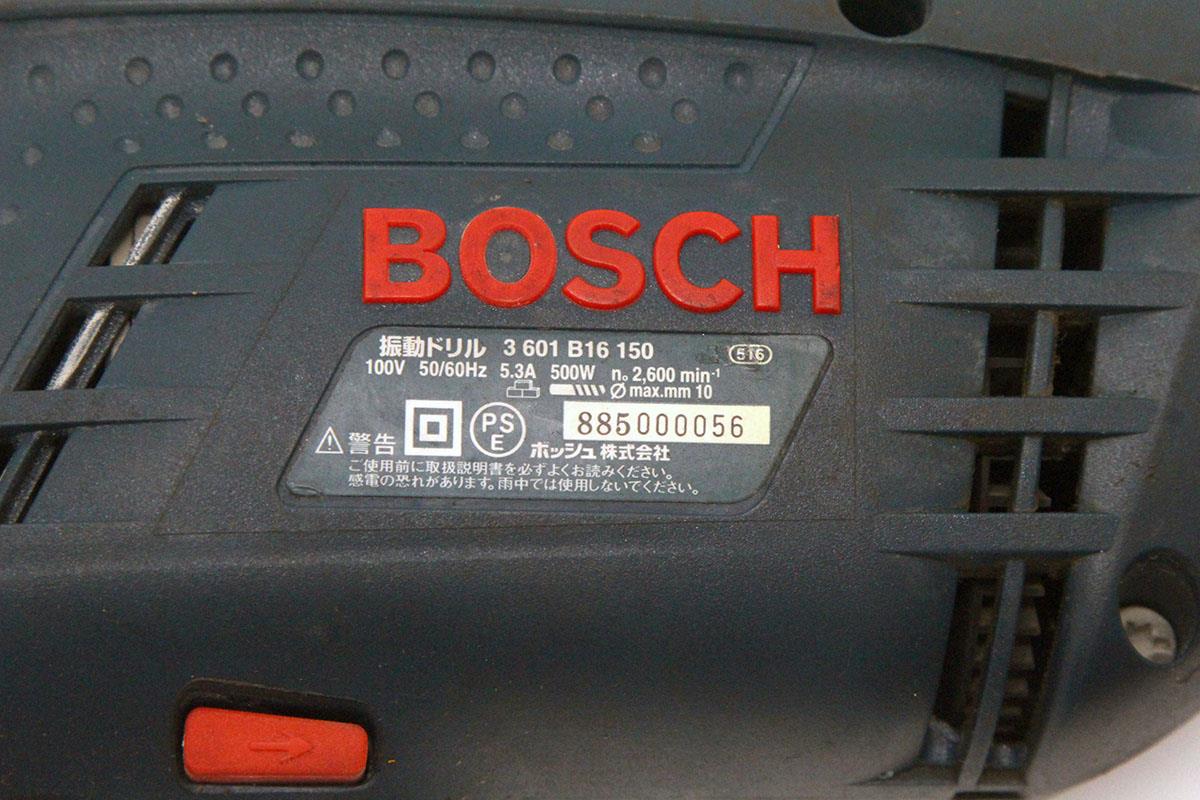 BOSCH
振動ドリル 3 601 B16 150 516
100V 50/60Hz 5.3A 500W n₀ 2,600 min⁻¹
Ø max.mm 10
885000056
PS
E
⚠ 警告
ボッシュ株式会社
ご使用前に取扱説明書を必ずよくお読みください。
感電の恐れがあります。雨中では使用しないでください。